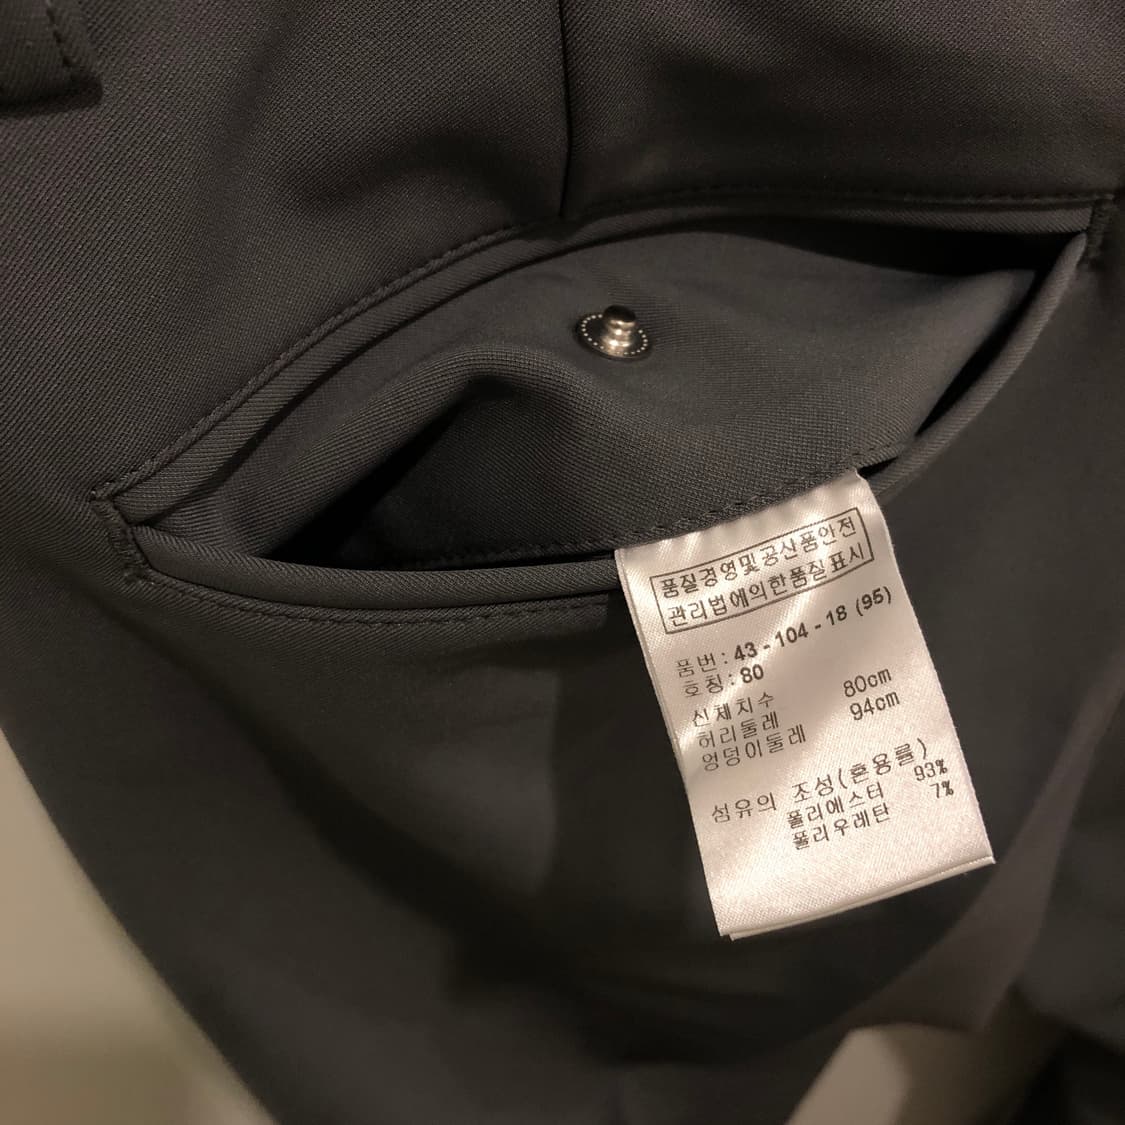 품질경영및공산품안전
관리법에의한품질표시
품번 : 43 - 104 - 18 (95)
호칭 : 80
신체치수
허리둘레 80cm
엉덩이둘레 94cm
섬유의 조성(혼용률)
폴리에스터 93%
폴리우레탄 7%